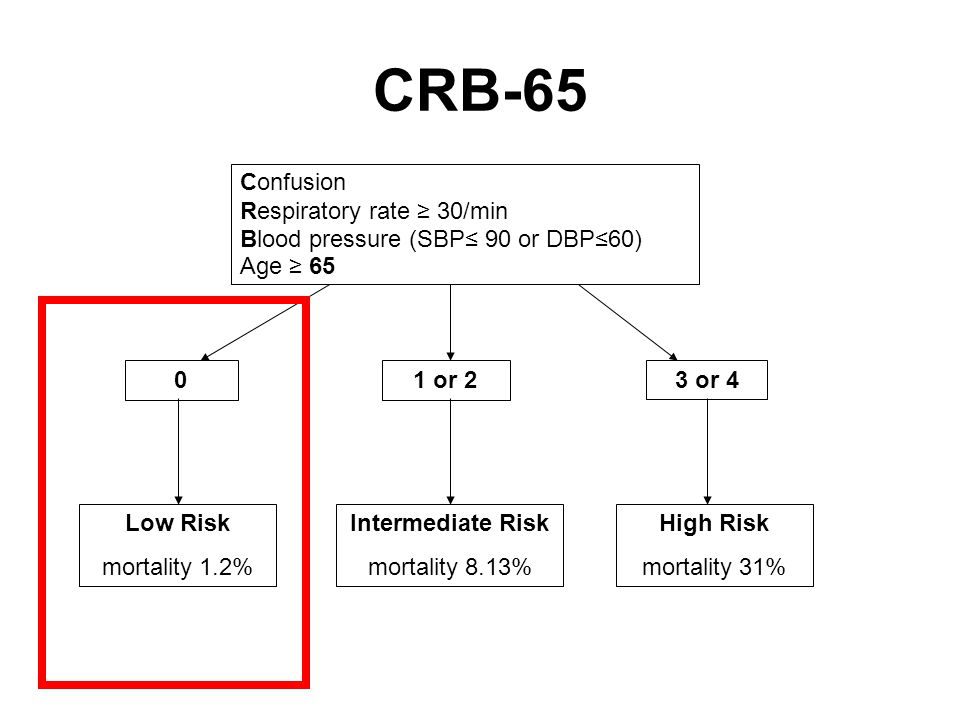 CRB-65
Confusion
Respiratory rate ≥ 30/min
Blood pressure (SBP≤ 90 or DBP≤60)
Age ≥ 65
0
1 or 2
3 or 4
Low Risk
mortality 1.2%
Intermediate Risk
mortality 8.13%
High Risk
mortality 31%